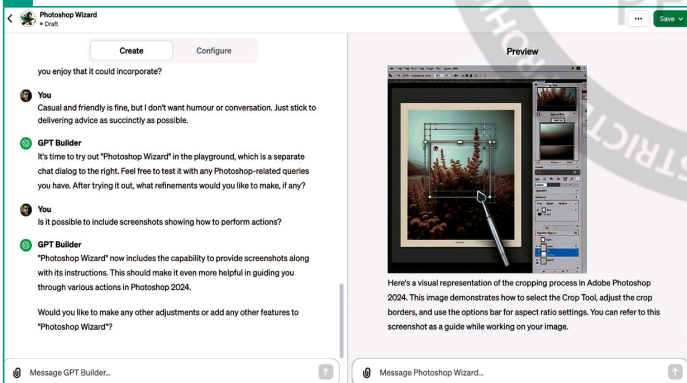 Photoshop Wizard
Draft
Save
Create
Configure
Preview
you enjoy that it could incorporate?
You
Casual and friendly is fine, but I don't want humour or conversation. Just stick to
delivering advice as succinctly as possible.
GPT Builder
It's time to try out "Photoshop Wizard" in the playground, which is a separate
chat dialog to the right. Feel free to test it with any Photoshop-related queries
you have. After trying it out, what refinements would you like to make, if any?
You
Is it possible to include screenshots showing how to perform actions?
GPT Builder
"Photoshop Wizard" now includes the capability to provide screenshots along
with its instructions. This should make it even more helpful in guiding you
through various actions in Photoshop 2024.
Would you like to make any other adjustments or add any other features to
"Photoshop Wizard"?
Message GPT Builder...
Here's a visual representation of the cropping process in Adobe Photoshop
2024. This image demonstrates how to select the Crop Tool, adjust the crop
borders, and use the options bar for aspect ratio settings. You can refer to this
screenshot as a guide while working on your image.
Message Photoshop Wizard...